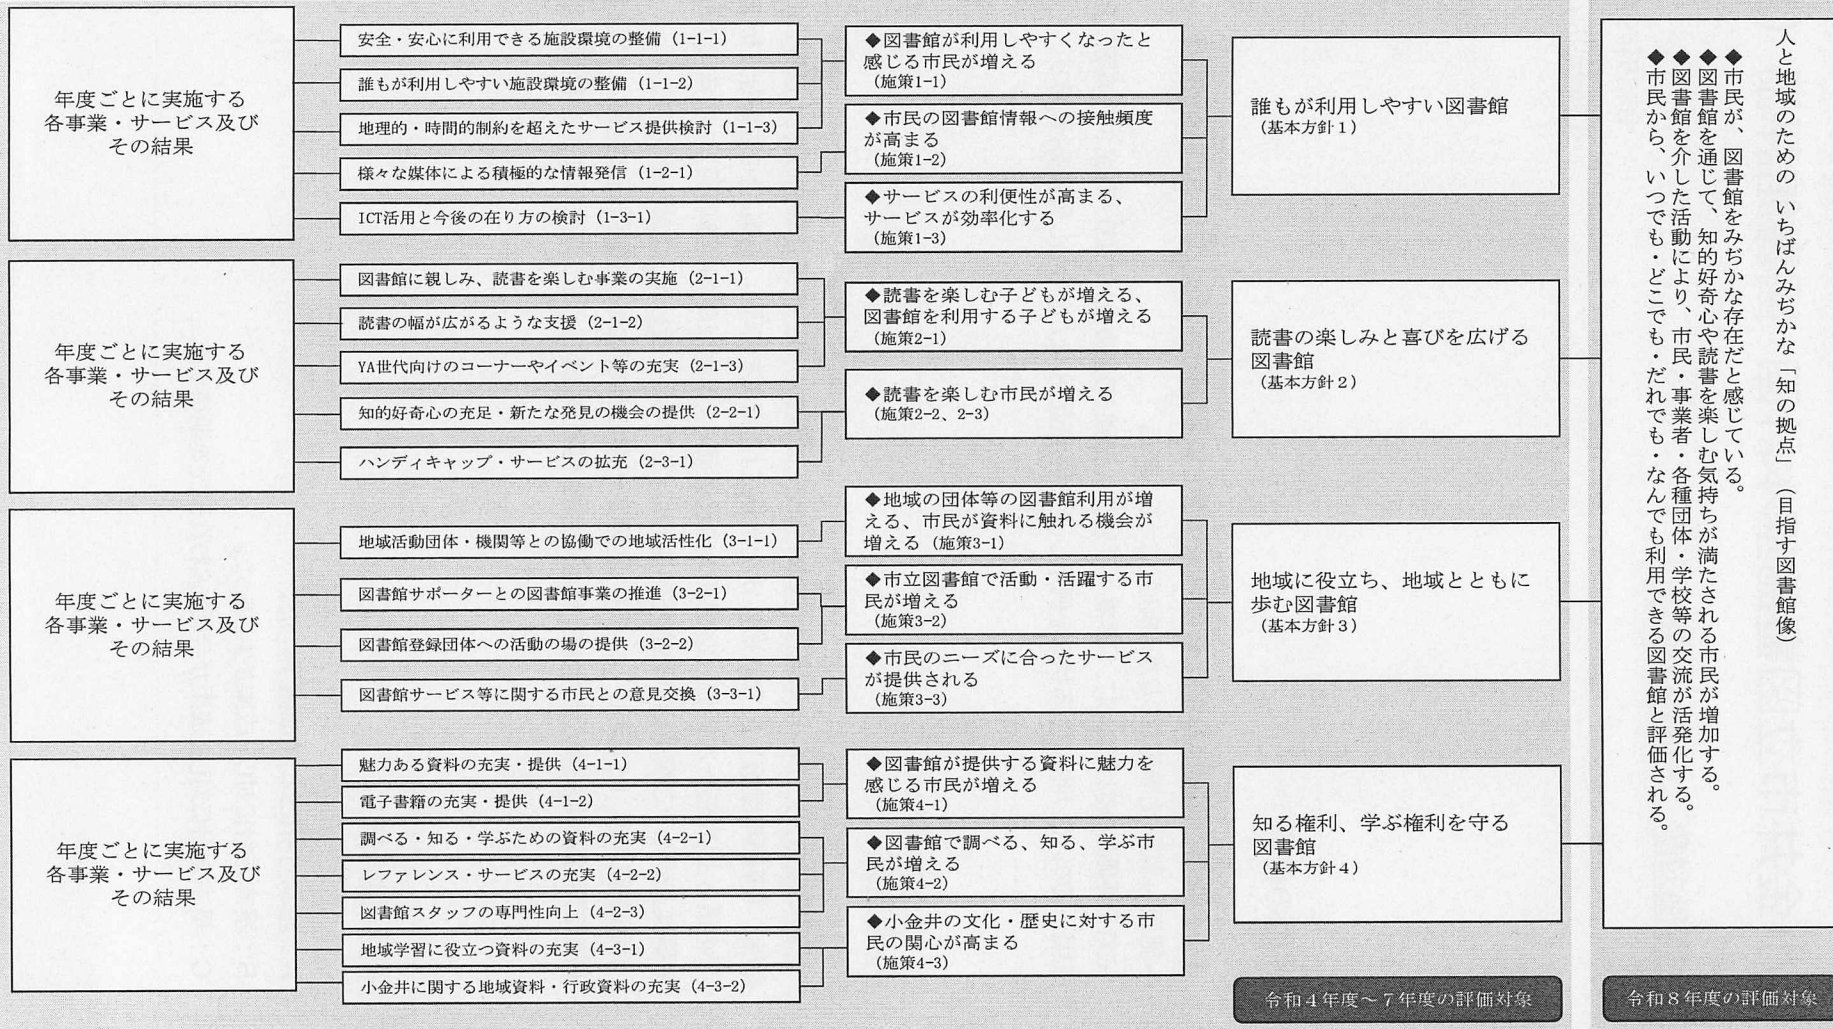 年度ごとに実施する
各事業・サービス及び
その結果
安全・安心に利用できる施設環境の整備（1-1-1）
誰もが利用しやすい施設環境の整備（1-1-2）
地理的・時間的制約を超えたサービス提供検討（1-1-3）
様々な媒体による積極的な情報発信（1-2-1）
ICT活用と今後の在り方の検討（1-3-1）
◆図書館が利用しやすくなったと
感じる市民が増える
（施策1-1）
◆市民の図書館情報への接触頻度
が高まる
（施策1-2）
◆サービスの利便性が高まる、
サービスが効率化する
（施策1-3）
誰もが利用しやすい図書館
（基本方針１）
年度ごとに実施する
各事業・サービス及び
その結果
図書館に親しみ、読書を楽しむ事業の実施（2-1-1）
読書の幅が広がるような支援（2-1-2）
YA世代向けのコーナーやイベント等の充実（2-1-3）
知的好奇心の充足・新たな発見の機会の提供（2-2-1）
ハンディキャップ・サービスの拡充（2-3-1）
◆読書を楽しむ子どもが増える、
図書館を利用する子どもが増える
（施策2-1）
◆読書を楽しむ市民が増える
（施策2-2、2-3）
読書の楽しみと喜びを広げる
図書館
（基本方針２）
年度ごとに実施する
各事業・サービス及び
その結果
地域活動団体・機関等との協働での地域活性化（3-1-1）
図書館サポーターとの図書館事業の推進（3-2-1）
図書館登録団体への活動の場の提供（3-2-2）
図書館サービス等に関する市民との意見交換（3-3-1）
◆地域の団体等の図書館利用が増
える、市民が資料に触れる機会が
増える（施策3-1）
◆市立図書館で活動・活躍する市
民が増える
（施策3-2）
◆市民のニーズに合ったサービス
が提供される
（施策3-3）
地域に役立ち、地域とともに
歩む図書館
（基本方針３）
年度ごとに実施する
各事業・サービス及び
その結果
魅力ある資料の充実・提供（4-1-1）
電子書籍の充実・提供（4-1-2）
調べる・知る・学ぶための資料の充実（4-2-1）
レファレンス・サービスの充実（4-2-2）
図書館スタッフの専門性向上（4-2-3）
地域学習に役立つ資料の充実（4-3-1）
小金井に関する地域資料・行政資料の充実（4-3-2）
◆図書館が提供する資料に魅力を
感じる市民が増える
（施策4-1）
◆図書館で調べる、知る、学ぶ市
民が増える
（施策4-2）
◆小金井の文化・歴史に対する市
民の関心が高まる
（施策4-3）
知る権利、学ぶ権利を守る
図書館
（基本方針４）
令和４年度～７年度の評価対象
人と地域のための いちばんみぢかな「知の拠点」（目指す図書館像）
◆市民が、図書館をみぢかな存在だと感じている。
◆図書館を通じて、知的好奇心や読書を楽しむ気持ちが満たされる市民が増加する。
◆図書館を介した活動により、市民・事業者・各種団体・学校等の交流が活発化する。
◆市民から、いつでも・どこでも・だれでも・なんでも利用できる図書館と評価される。
令和８年度の評価対象